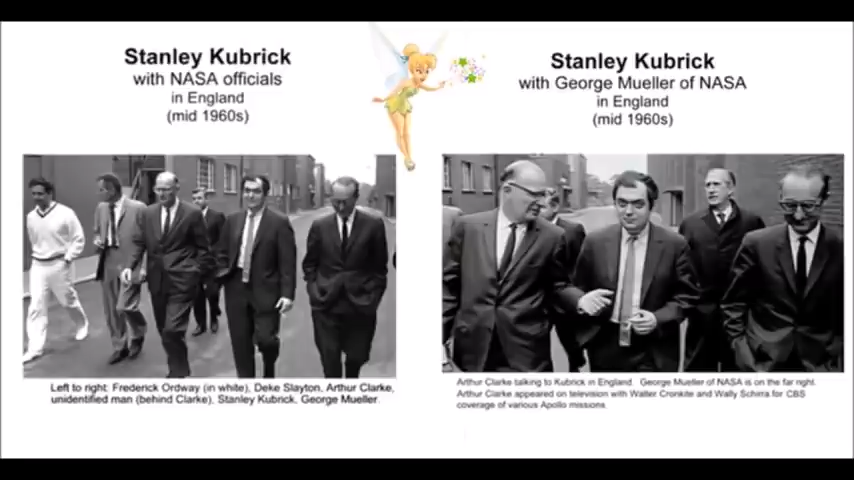 Stanley Kubrick
with NASA officials
in England
(mid 1960s)
Left to right: Frederick Ordway (in white), Deke Slayton, Arthur Clarke,
unidentified man (behind Clarke), Stanley Kubrick, George Mueller.
Stanley Kubrick
with George Mueller of NASA
in England
(mid 1960s)
Arthur Clarke talking to Kubrick in England. George Mueller of NASA is on the far right.
Arthur Clarke appeared on television with Walter Cronkite and Wally Schirra for CBS
coverage of various Apollo missions.